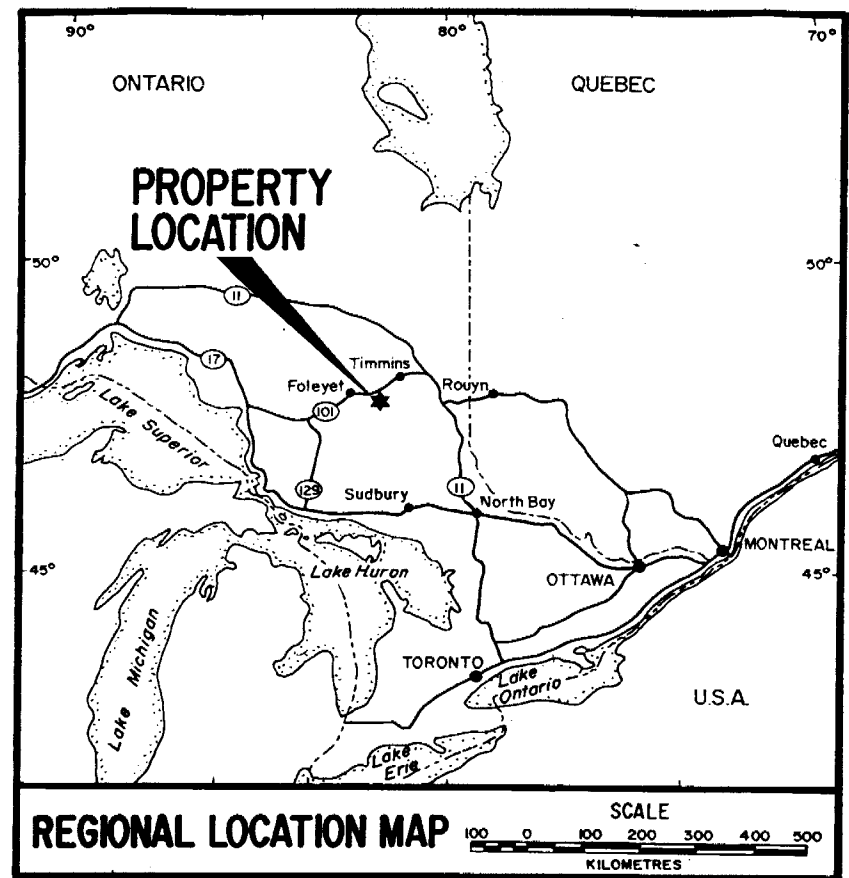 90°
80°
70°
ONTARIO
QUEBEC
PROPERTY
LOCATION
50°
50°
11
17
Timmins
Foleyet
Rouyn
101
Lake Superior
Quebec
129
Sudbury
11
North Bay
MONTREAL
45°
Lake Huron
OTTAWA
45°
Lake Michigan
TORONTO
Lake
Ontario
U.S.A.
Lake
Erie
REGIONAL LOCATION MAP
SCALE
100 0 100 200 300 400 500
KILOMETRES